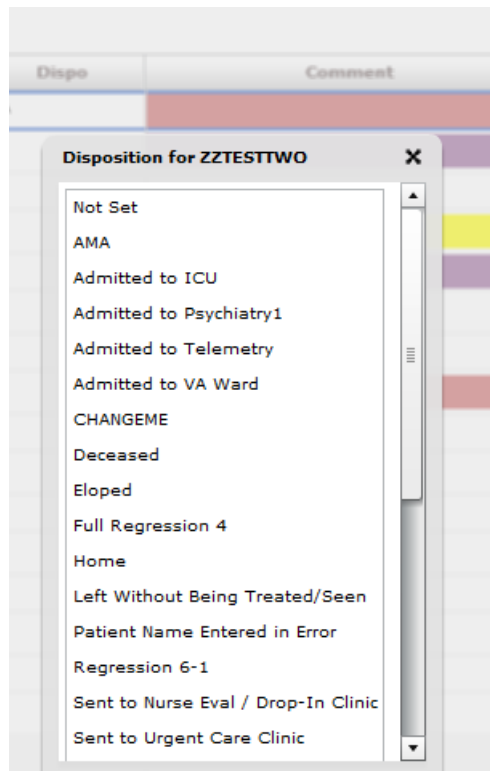 Dispo
Comment
Disposition for ZZTESTTWO
Not Set
AMA
Admitted to ICU
Admitted to Psychiatry1
Admitted to Telemetry
Admitted to VA Ward
CHANGEME
Deceased
Eloped
Full Regression 4
Home
Left Without Being Treated/Seen
Patient Name Entered in Error
Regression 6-1
Sent to Nurse Eval / Drop-In Clinic
Sent to Urgent Care Clinic